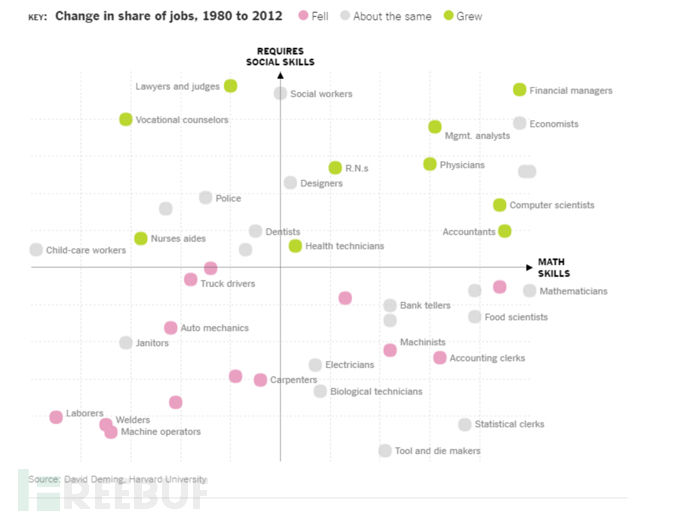 KEY: Change in share of jobs, 1980 to 2012 Fell About the same Grew
REQUIRES
SOCIAL SKILLS
Lawyers and judges
Social workers
Financial managers
Vocational counselors
Economists
Mgmt. analysts
R.N.s
Physicians
Designers
Police
Computer scientists
Nurses aides
Dentists
Accountants
Child-care workers
Health technicians
MATH
SKILLS
Truck drivers
Mathematicians
Bank tellers
Food scientists
Auto mechanics
Janitors
Machinists
Accounting clerks
Electricians
Carpenters
Biological technicians
Laborers
Welders
Machine operators
Statistical clerks
Tool and die makers
Source: David Deming, Harvard University
FREEBUF